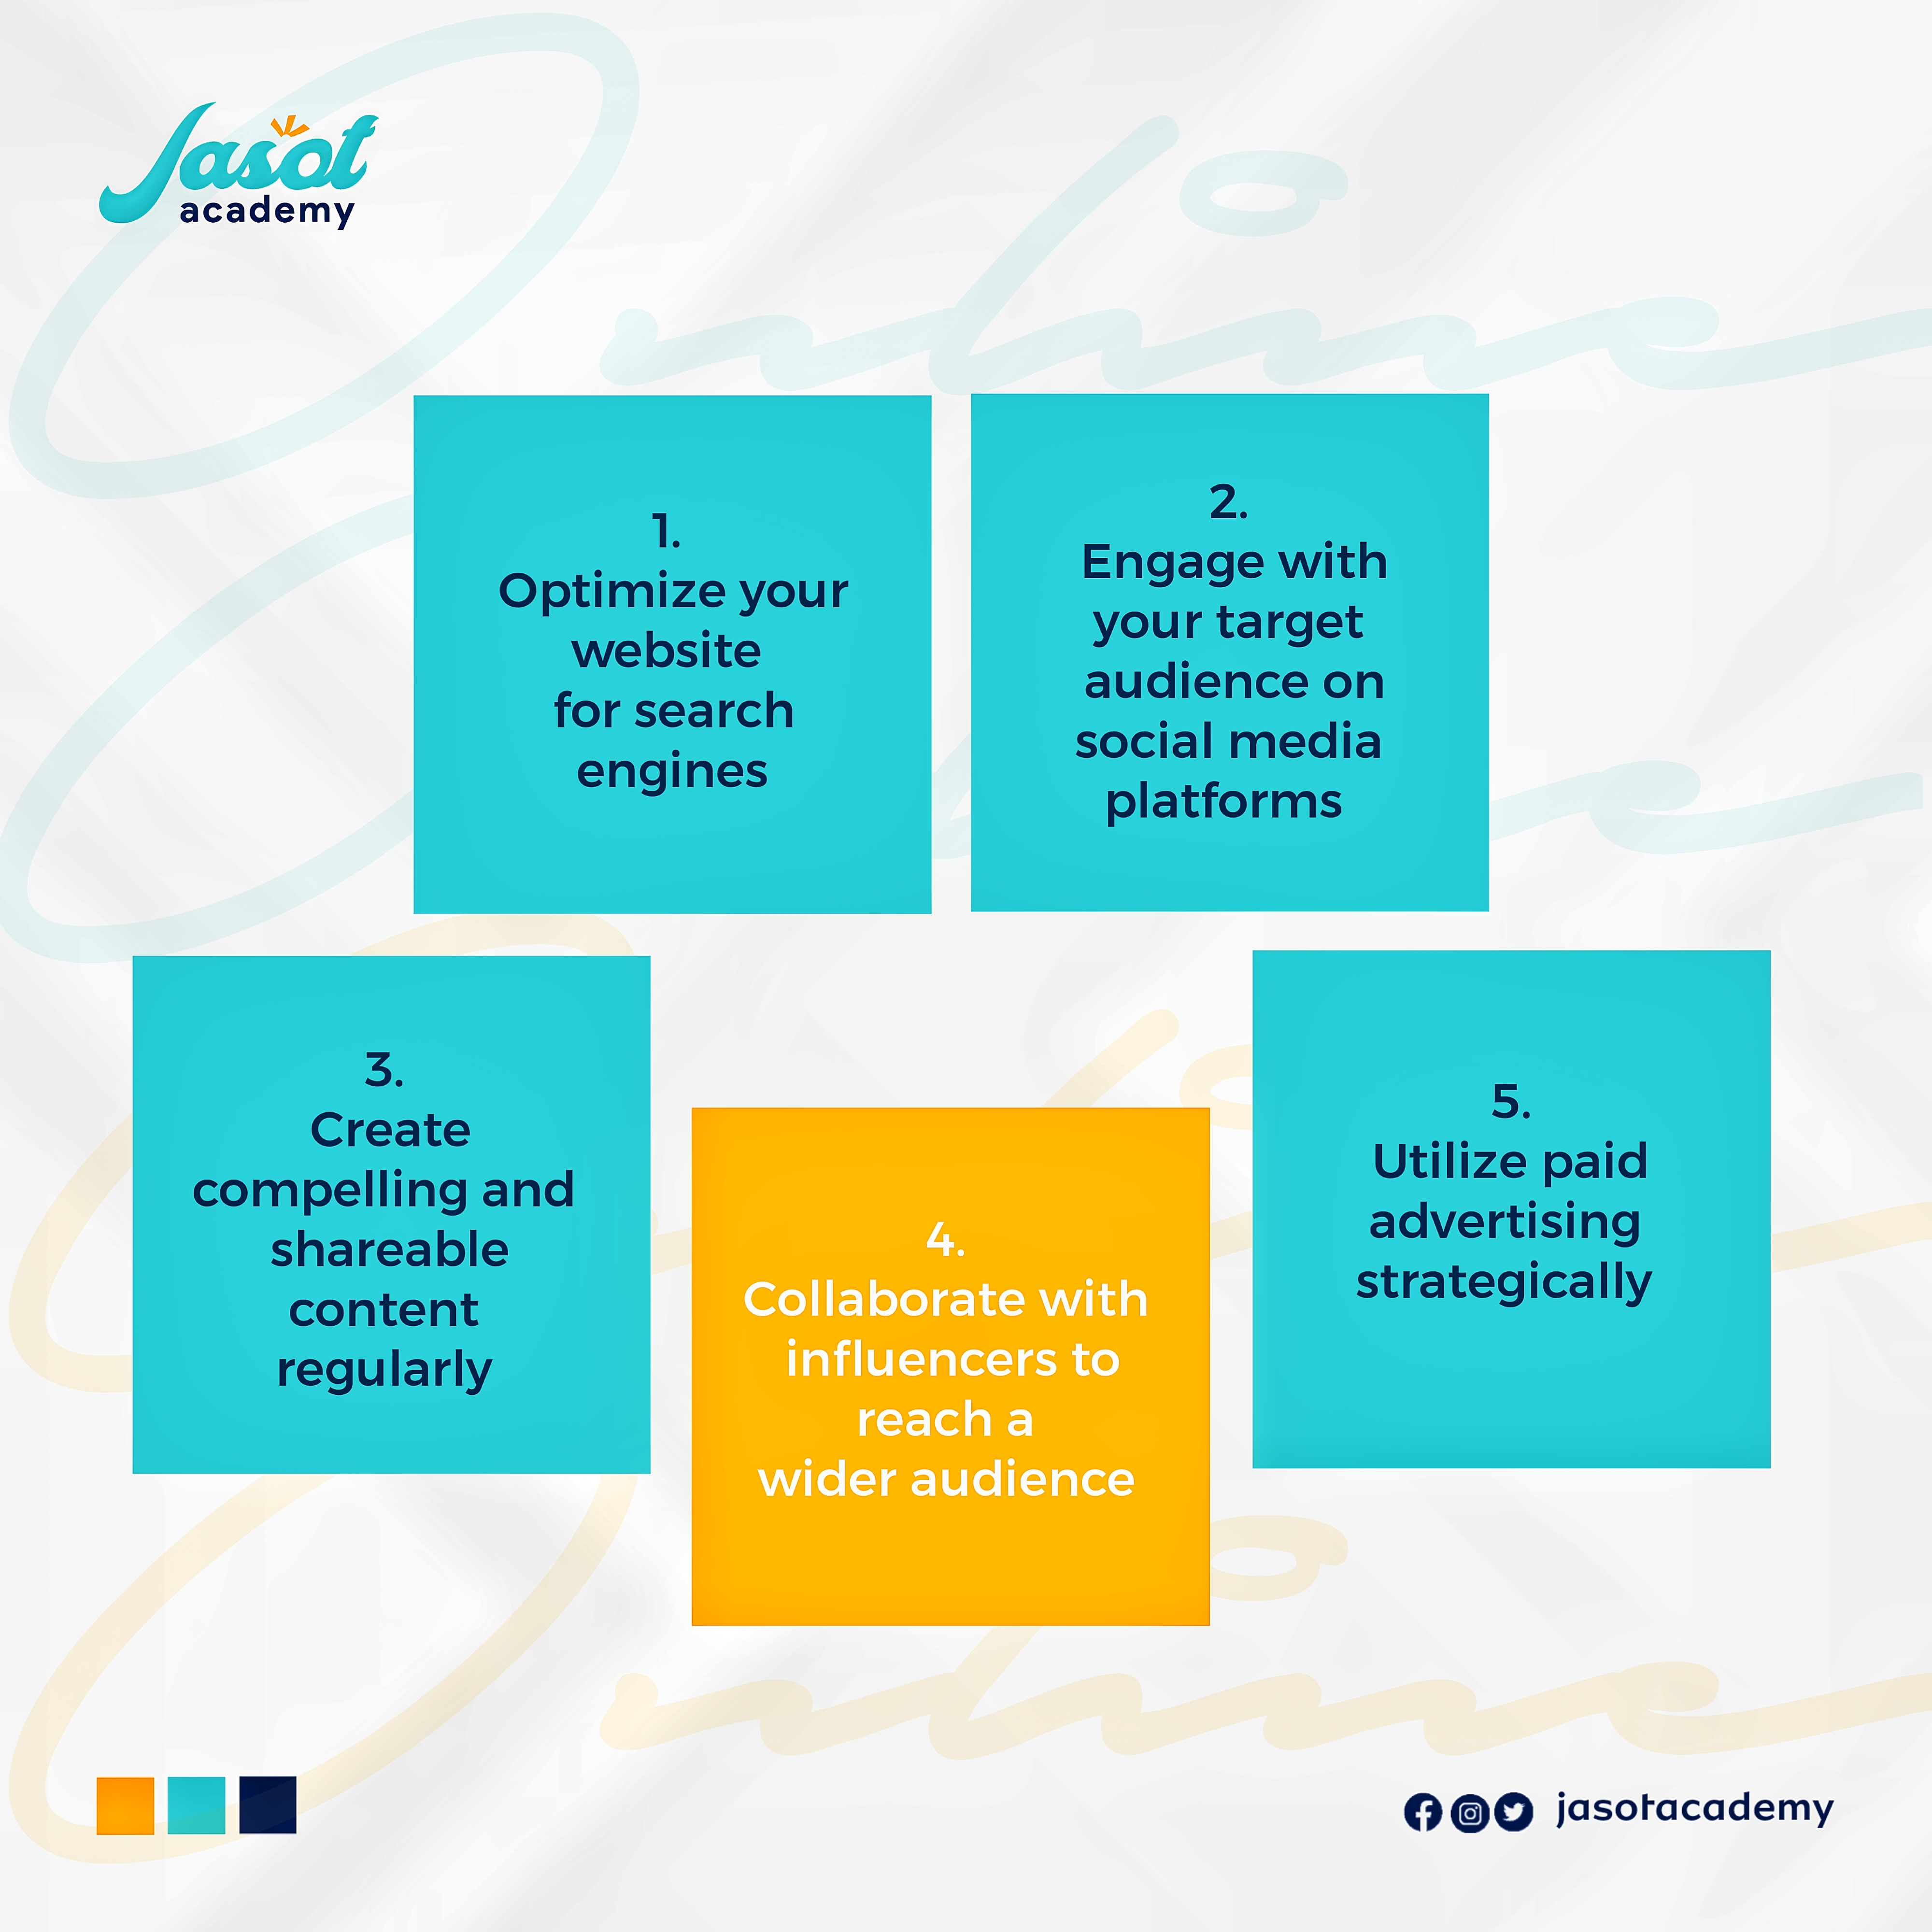 Jasot
academy
Online
1.
Optimize your
website
for search
engines
2.
Engage with
your target
audience on
social media
platforms
3.
Create
compelling and
shareable
content
regularly
4.
Collaborate with
influencers to
reach a
wider audience
5.
Utilize paid
advertising
strategically
Online
jasotacademy